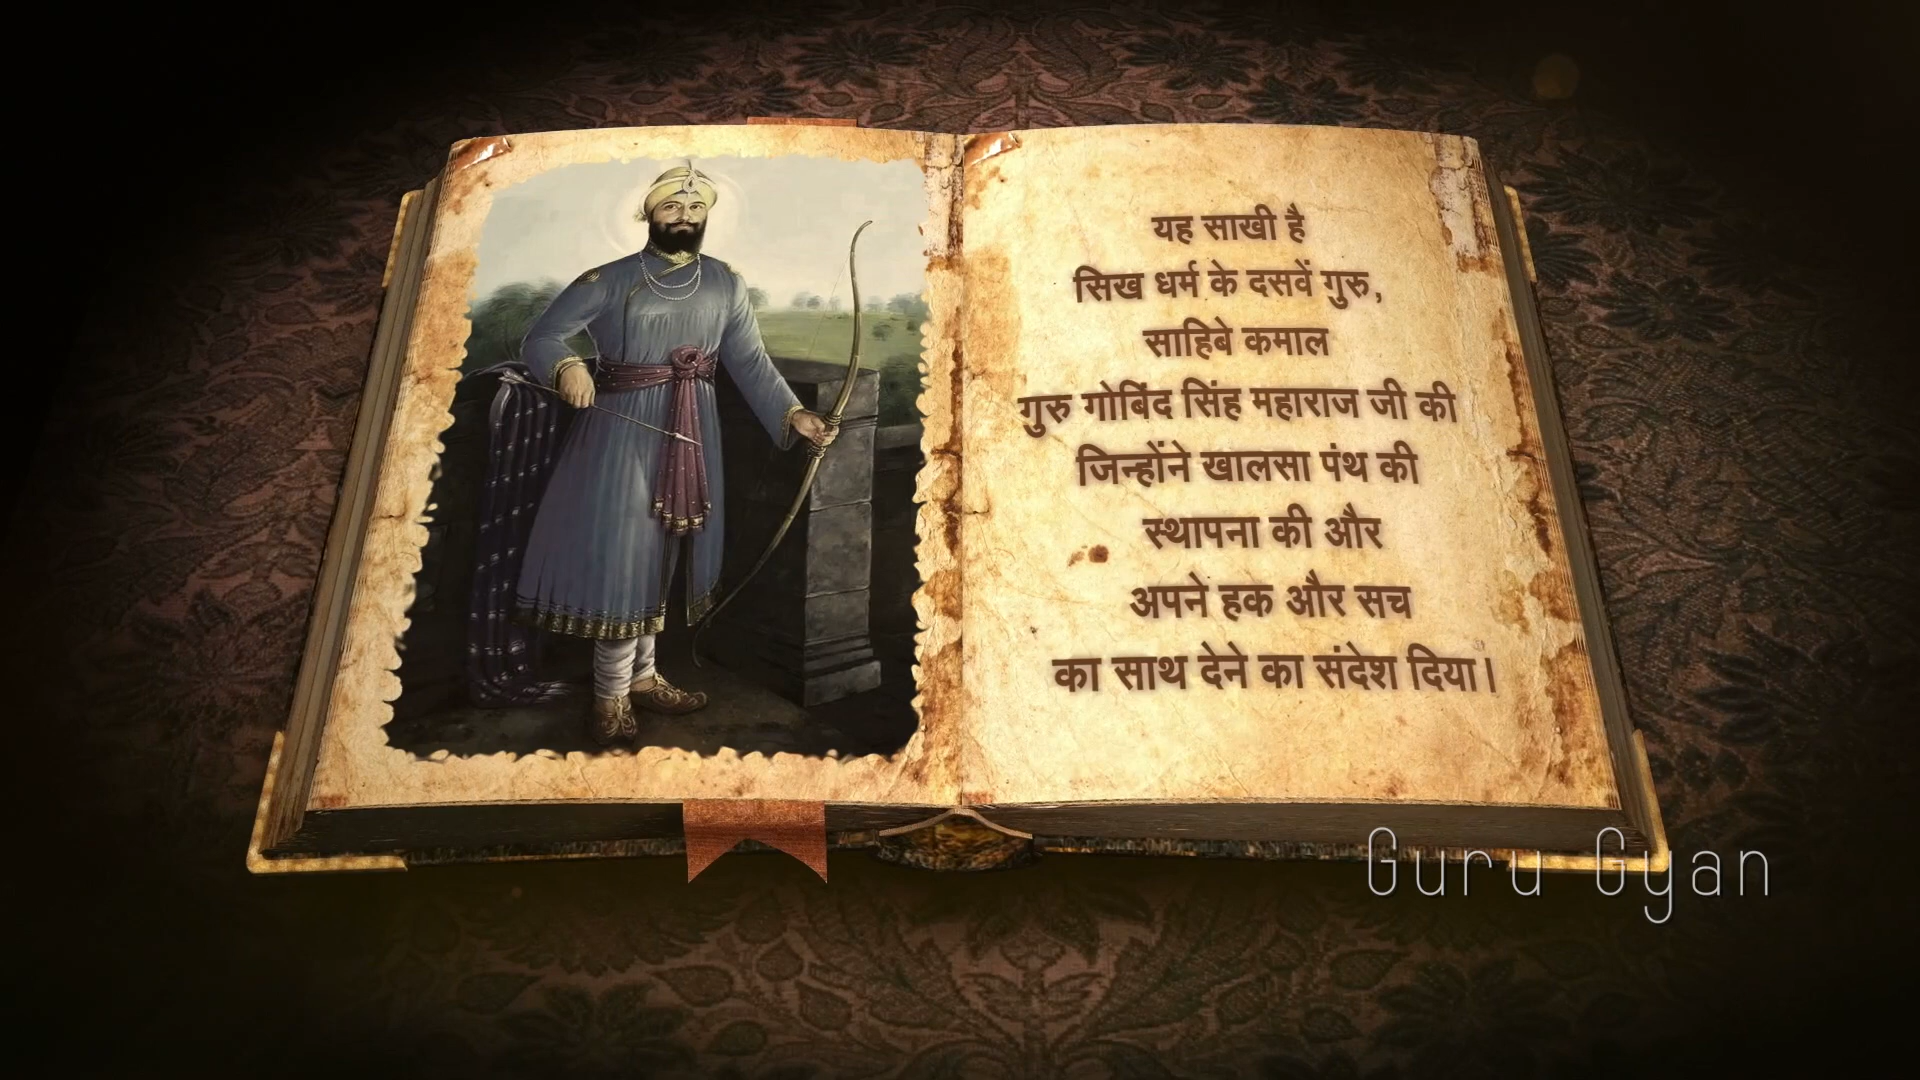 यह साखी है
सिख धर्म के दसवें गुरु,
साहिबे कमाल
गुरु गोबिंद सिंह महाराज जी की
जिन्होंने खालसा पंथ की
स्थापना की और
अपने हक और सच
का साथ देने का संदेश दिया।
Guru Gyan